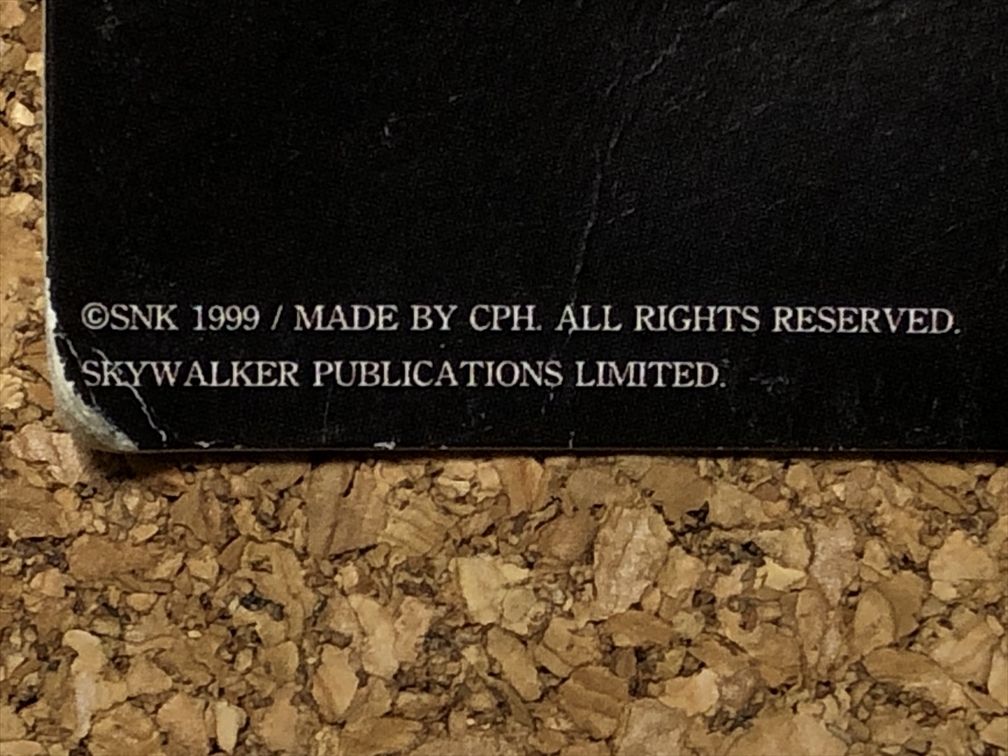 ©SNK 1999 / MADE BY CPH. ALL RIGHTS RESERVED.
SKYWALKER PUBLICATIONS LIMITED.